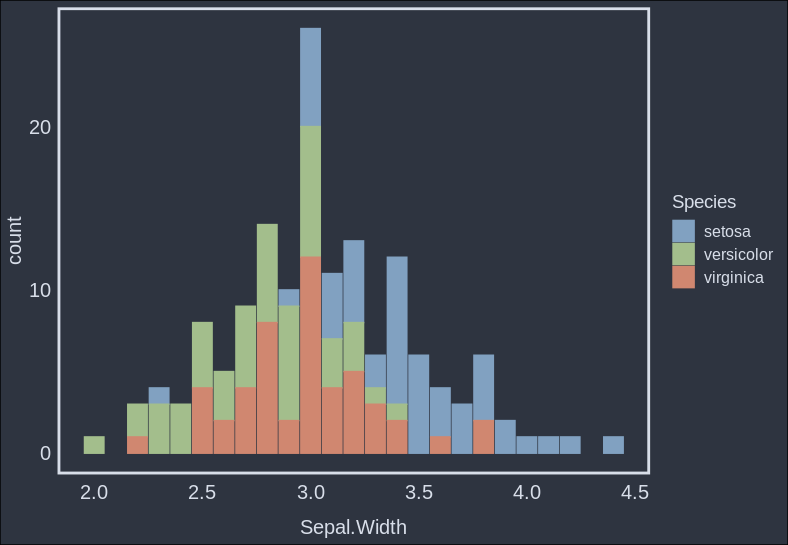 20
10
0
count
2.0 2.5 3.0 3.5 4.0 4.5
Sepal.Width
Species
setosa
versicolor
virginica